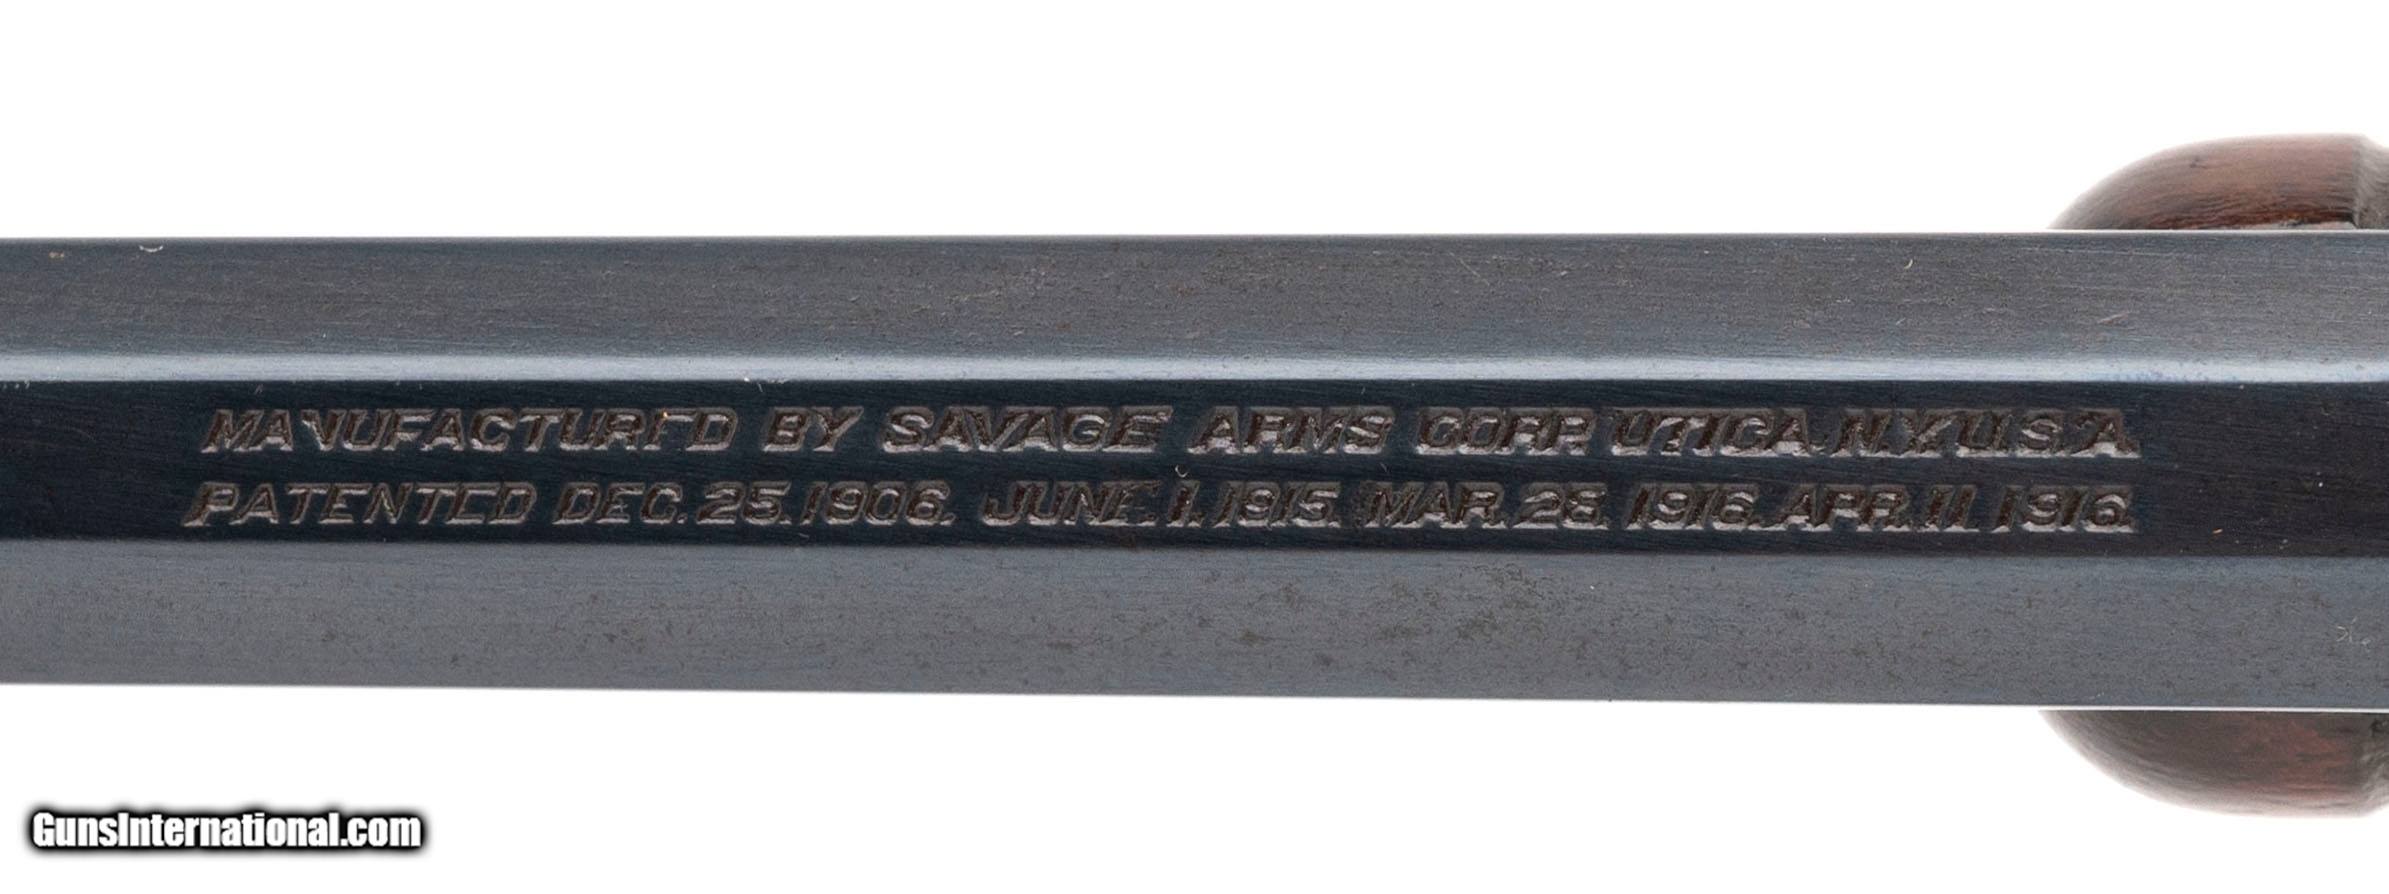 MANUFACTURED BY SAVAGE ARMS CORP. UTICA. N.Y. U.S.A.
PATENTED DEC. 25. 1906. JUNE. 1. 1915. MAR. 28. 1916. APR. 11 1916.
GunsInternational.com